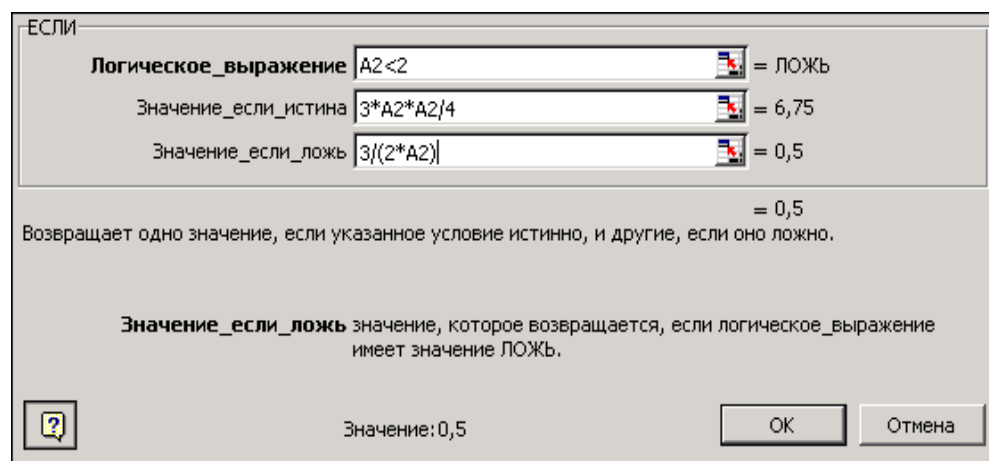 ЕСЛИ
Логическое_выражение A2<2 = ЛОЖЬ
Значение_если_истина 3*A2*A2/4 = 6,75
Значение_если_ложь 3/(2*A2) = 0,5
= 0,5
Возвращает одно значение, если указанное условие истинно, и другие, если оно ложно.
Значение_если_ложь значение, которое возвращается, если логическое_выражение
имеет значение ЛОЖЬ.
Значение:0,5 OK Отмена